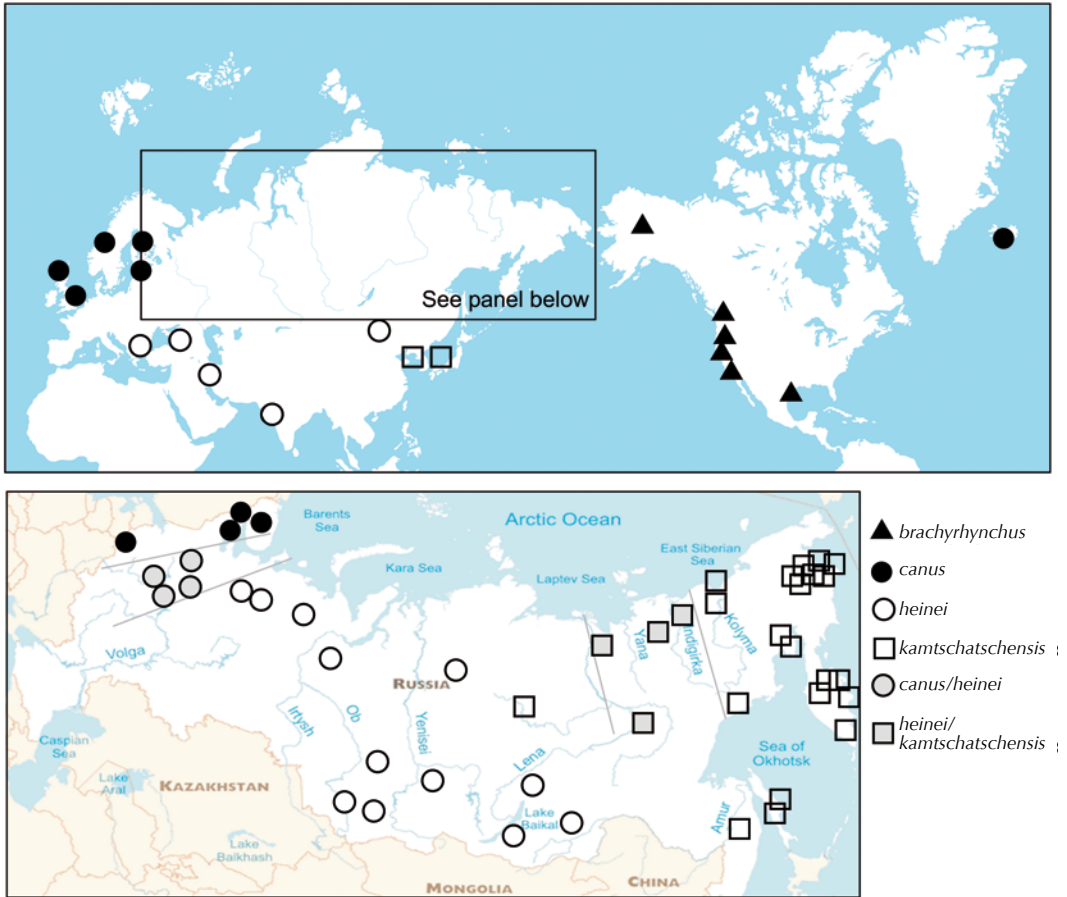 See panel below
Barents
Sea
Kara Sea
Arctic Ocean
Laptev Sea
East Siberian
Sea
Volga
RUSSIA
Irtysh
Ob
Yenisei
Lena
Yana
Indigirka
Kolyma
Caspian
Sea
Lake
Aral
KAZAKHSTAN
Lake
Balkhash
Lake
Baikal
Amur
Sea of
Okhotsk
MONGOLIA
CHINA
brachyrhynchus
canus
heinei
kamtschatschensis
canus/heinei
heinei/
kamtschatschensis